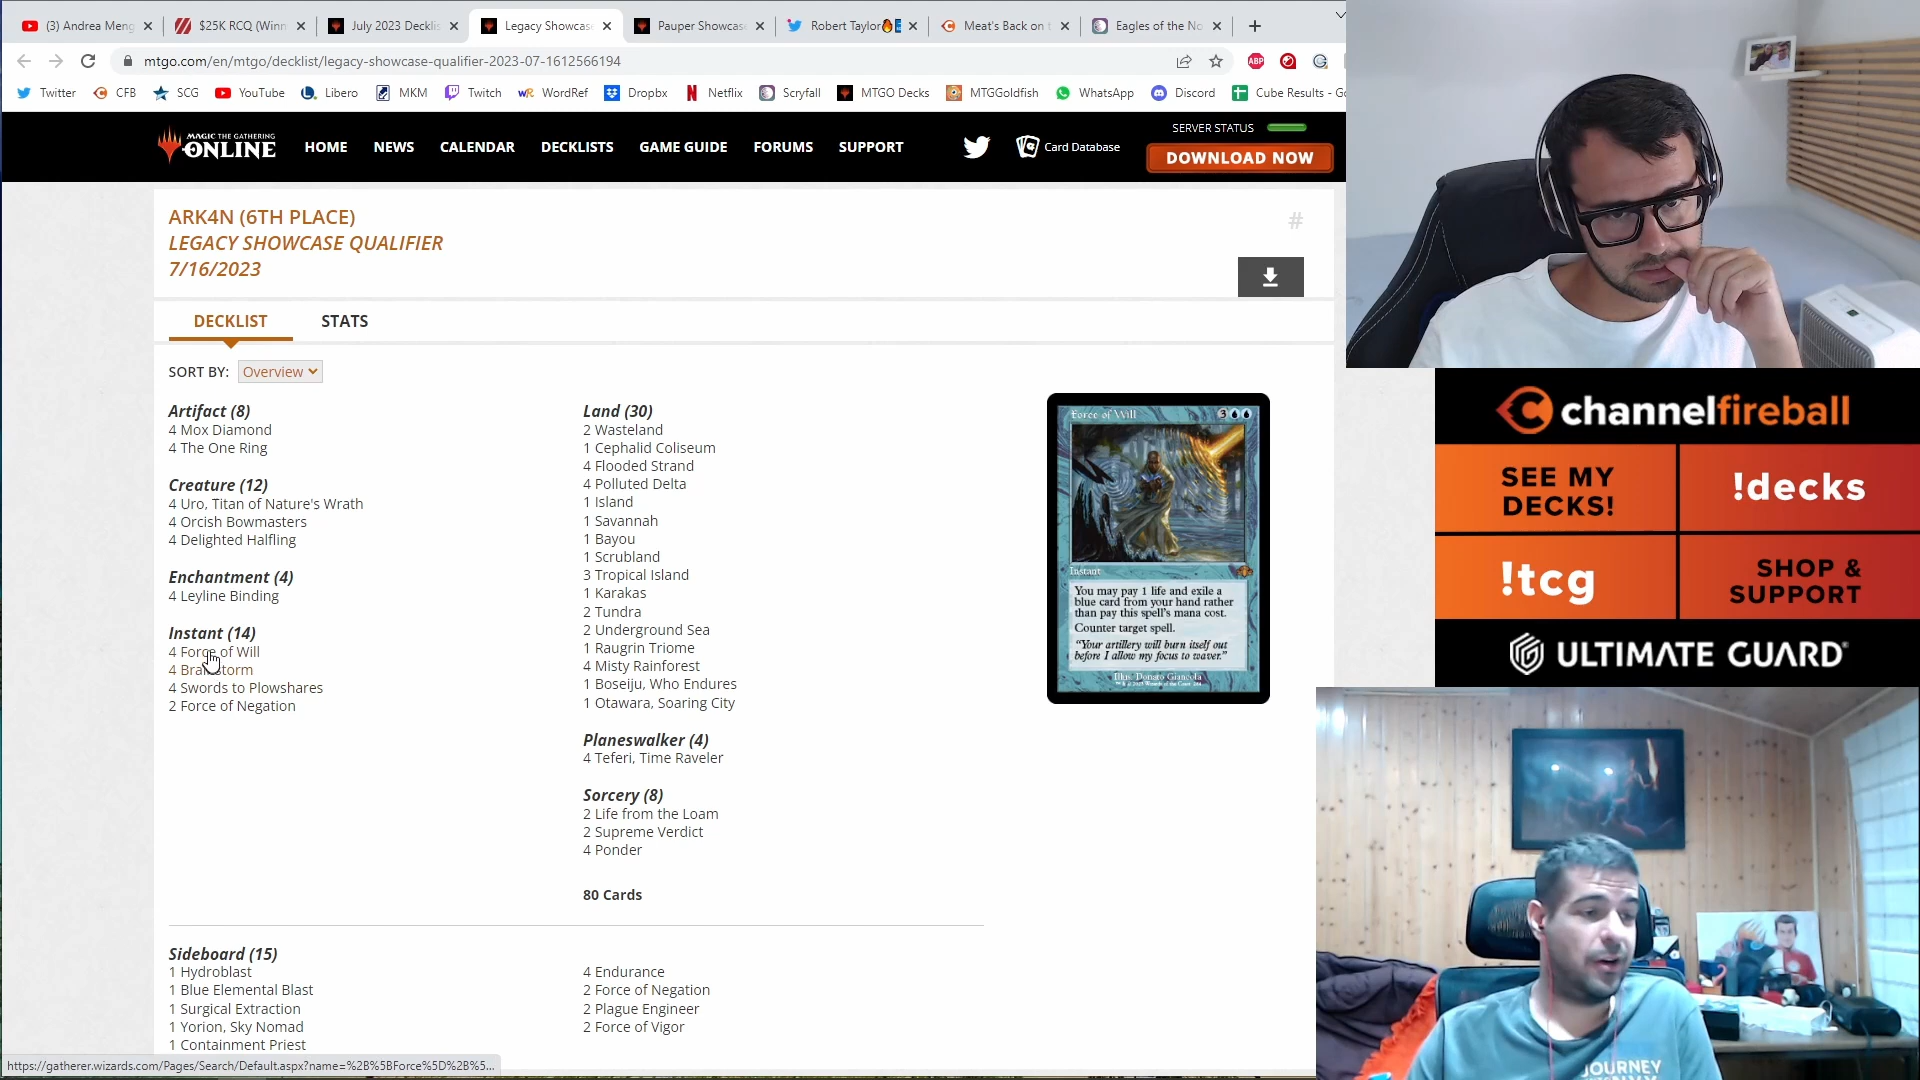 (3) Andrea Meng
$25K RCQ (Winn
July 2023 Decklis
Legacy Showcase
Pauper Showcas
Robert Taylor
Meat's Back on t
Eagles of the No
mtgo.com/en/mtgo/decklist/legacy-showcase-qualifier-2023-07-1612566194
ABP
Twitter
CFB
SCG
YouTube
Libero
MKM
Twitch
WordRef
Dropbx
Netflix
Scryfall
MTGO Decks
MTGGoldfish
WhatsApp
Discord
Cube Results - Go
MAGIC THE GATHERING
ONLINE
HOME
NEWS
CALENDAR
DECKLISTS
GAME GUIDE
FORUMS
SUPPORT
Card Database
SERVER STATUS
DOWNLOAD NOW
ARK4N (6TH PLACE)
LEGACY SHOWCASE QUALIFIER
7/16/2023
#
DECKLIST
STATS
SORT BY: Overview
Artifact (8)
4 Mox Diamond
4 The One Ring
Creature (12)
4 Uro, Titan of Nature's Wrath
4 Orcish Bowmasters
4 Delighted Halfling
Enchantment (4)
4 Leyline Binding
Instant (14)
4 Force of Will
4 Brainstorm
4 Swords to Plowshares
2 Force of Negation
Land (30)
2 Wasteland
1 Cephalid Coliseum
4 Flooded Strand
4 Polluted Delta
1 Island
1 Savannah
1 Bayou
1 Scrubland
3 Tropical Island
1 Karakas
2 Tundra
2 Underground Sea
1 Raugrin Triome
4 Misty Rainforest
1 Boseiju, Who Endures
1 Otawara, Soaring City
Planeswalker (4)
4 Teferi, Time Raveler
Sorcery (8)
2 Life from the Loam
2 Supreme Verdict
4 Ponder
80 Cards
Force of Will
3
Instant
You may pay 1 life and exile a
blue card from your hand rather
than pay this spell's mana cost.
Counter target spell.
"Your artillery will burn itself out
before I allow my focus to waver."
Illus. Donato Giancola
Sideboard (15)
1 Hydroblast
1 Blue Elemental Blast
1 Surgical Extraction
1 Yorion, Sky Nomad
1 Containment Priest
4 Endurance
2 Force of Negation
2 Plague Engineer
2 Force of Vigor
https://gatherer.wizards.com/Pages/Search/Default.aspx?name=%2B%5BForce%5D%2B%5...
channelfireball
SEE MY
DECKS!
!decks
!tcg
SHOP &
SUPPORT
ULTIMATE GUARD
JOURNEY